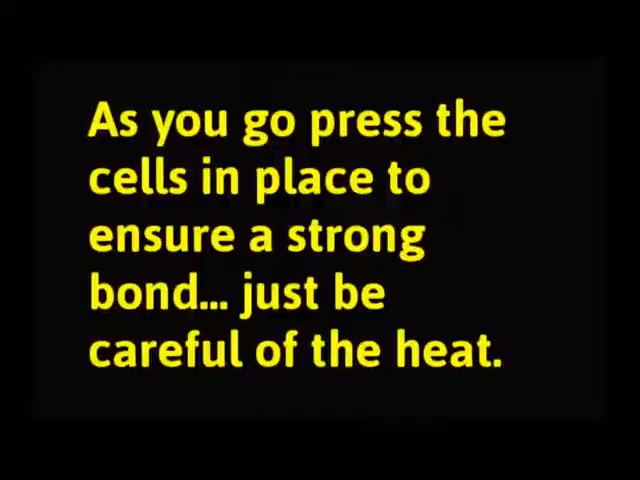 As you go press the
cells in place to
ensure a strong
bond... just be
careful of the heat.